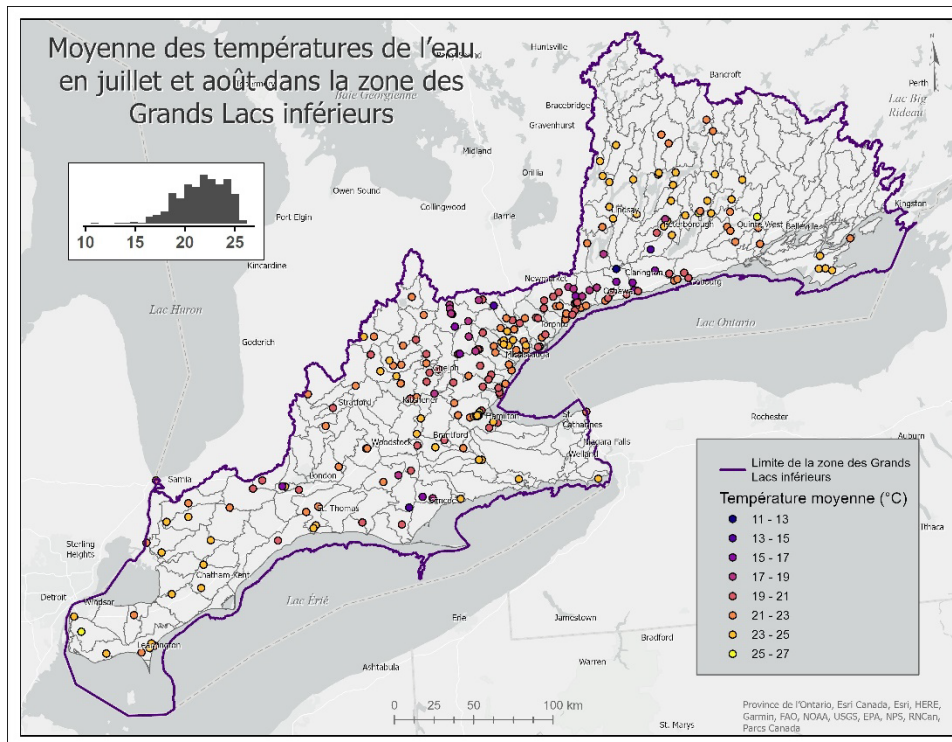 Moyenne des températures de l'eau
en juillet et août dans la zone des
Grands Lacs inférieurs
10 15 20 25
Huntsville
Bancroft
Perth
Lac Big
Rideau
Bracebridge
Gravenhurst
Baie Georgienne
Midland
Orillia
Owen Sound
Collingwood
Barrie
Port Elgin
Kincardine
Lindsay
Peterborough
Quinte West
Belleville
Kingston
Newmarket
Clarington
Oshawa
Cobourg
Toronto
Mississauga
Lac Ontario
Lac Huron
Goderich
Guelph
Stratford
Kitchener
Hamilton
St.
Catharines
Niagara Falls
Welland
Rochester
Auburn
Woodstock
Brantford
London
St. Thomas
Sarnia
Sterling
Heights
Chatham-Kent
Detroit
Windsor
Leamington
Lac Érié
Erie
Jamestown
Bradford
Ashtabula
Warren
St. Marys
Ithaca
N
Limite de la zone des Grands
Lacs inférieurs
Température moyenne (°C)
11 - 13
13 - 15
15 - 17
17 - 19
19 - 21
21 - 23
23 - 25
25 - 27
0 25 50 100 km
Province de l'Ontario, Esri Canada, Esri, HERE,
Garmin, FAO, NOAA, USGS, EPA, NPS, RNCan,
Parcs Canada